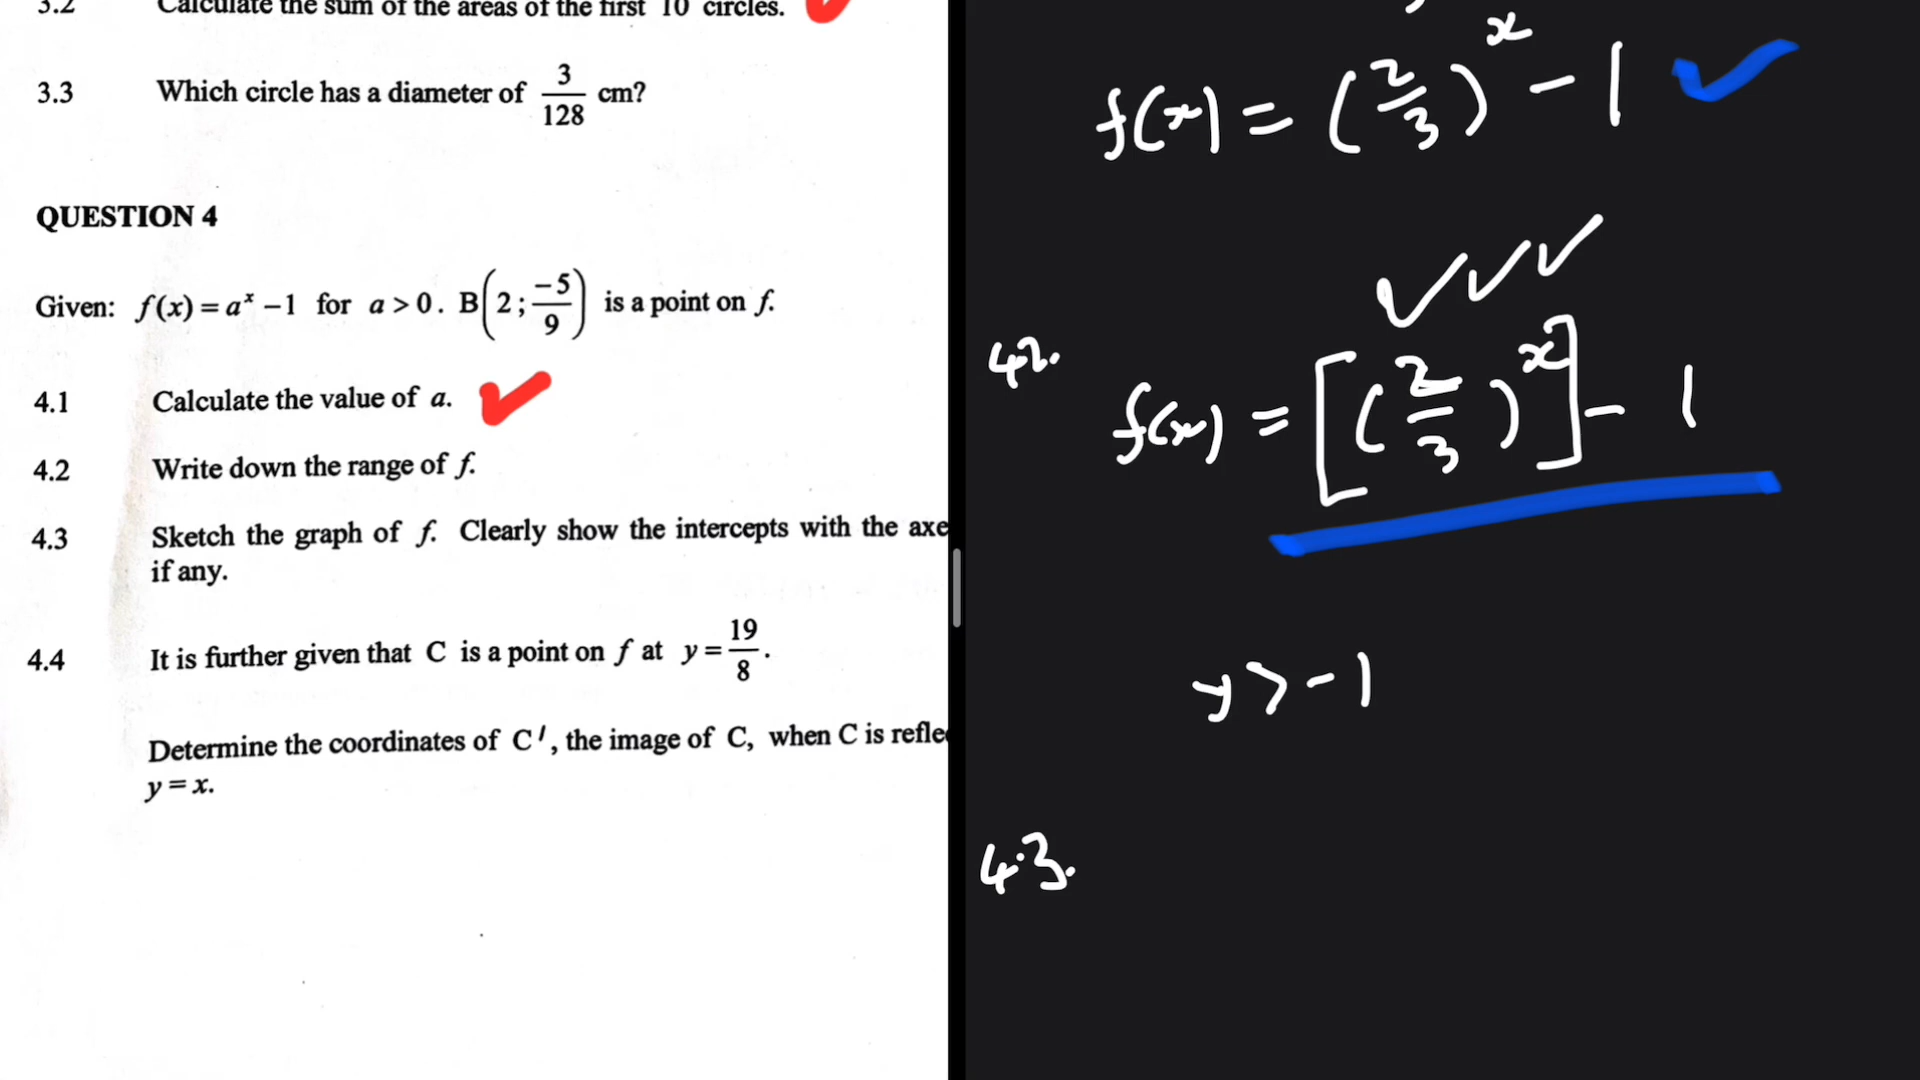 3.2 Calculate the sum of the areas of the first 10 circles.
3.3 Which circle has a diameter of 3/128 cm?
QUESTION 4
Given: f(x) = a^x − 1 for a > 0. B(2; −5/9) is a point on f.
4.1 Calculate the value of a.
4.2 Write down the range of f.
4.3 Sketch the graph of f. Clearly show the intercepts with the axe
if any.
4.4 It is further given that C is a point on f at y = 19/8.
Determine the coordinates of C′, the image of C, when C is refle
y = x.
f(x) = (2/3)^x − 1
4.2.
f(x) = [(2/3)^x] − 1
y > −1
4.3.